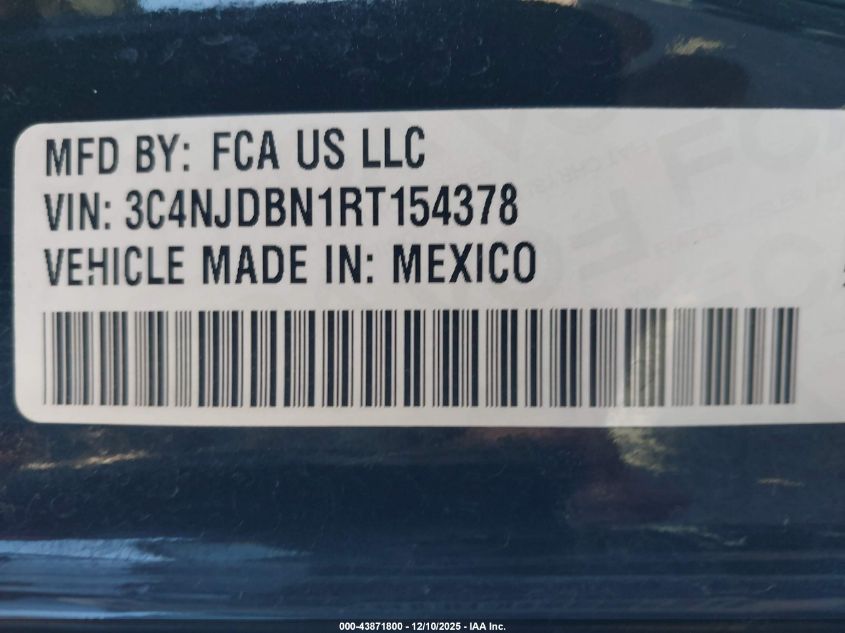 MFD BY: FCA US LLC
VIN: 3C4NJDBN1RT154378
VEHICLE MADE IN: MEXICO
000-43871800 - 12/10/2025 - IAA Inc.